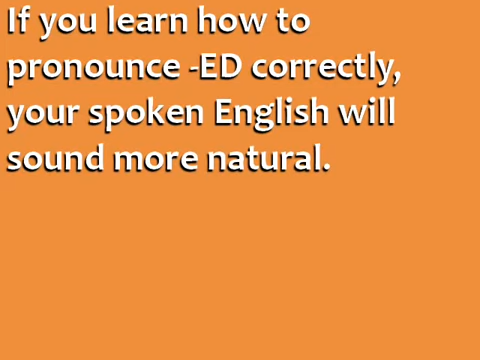 If you learn how to
pronounce -ED correctly,
your spoken English will
sound more natural.